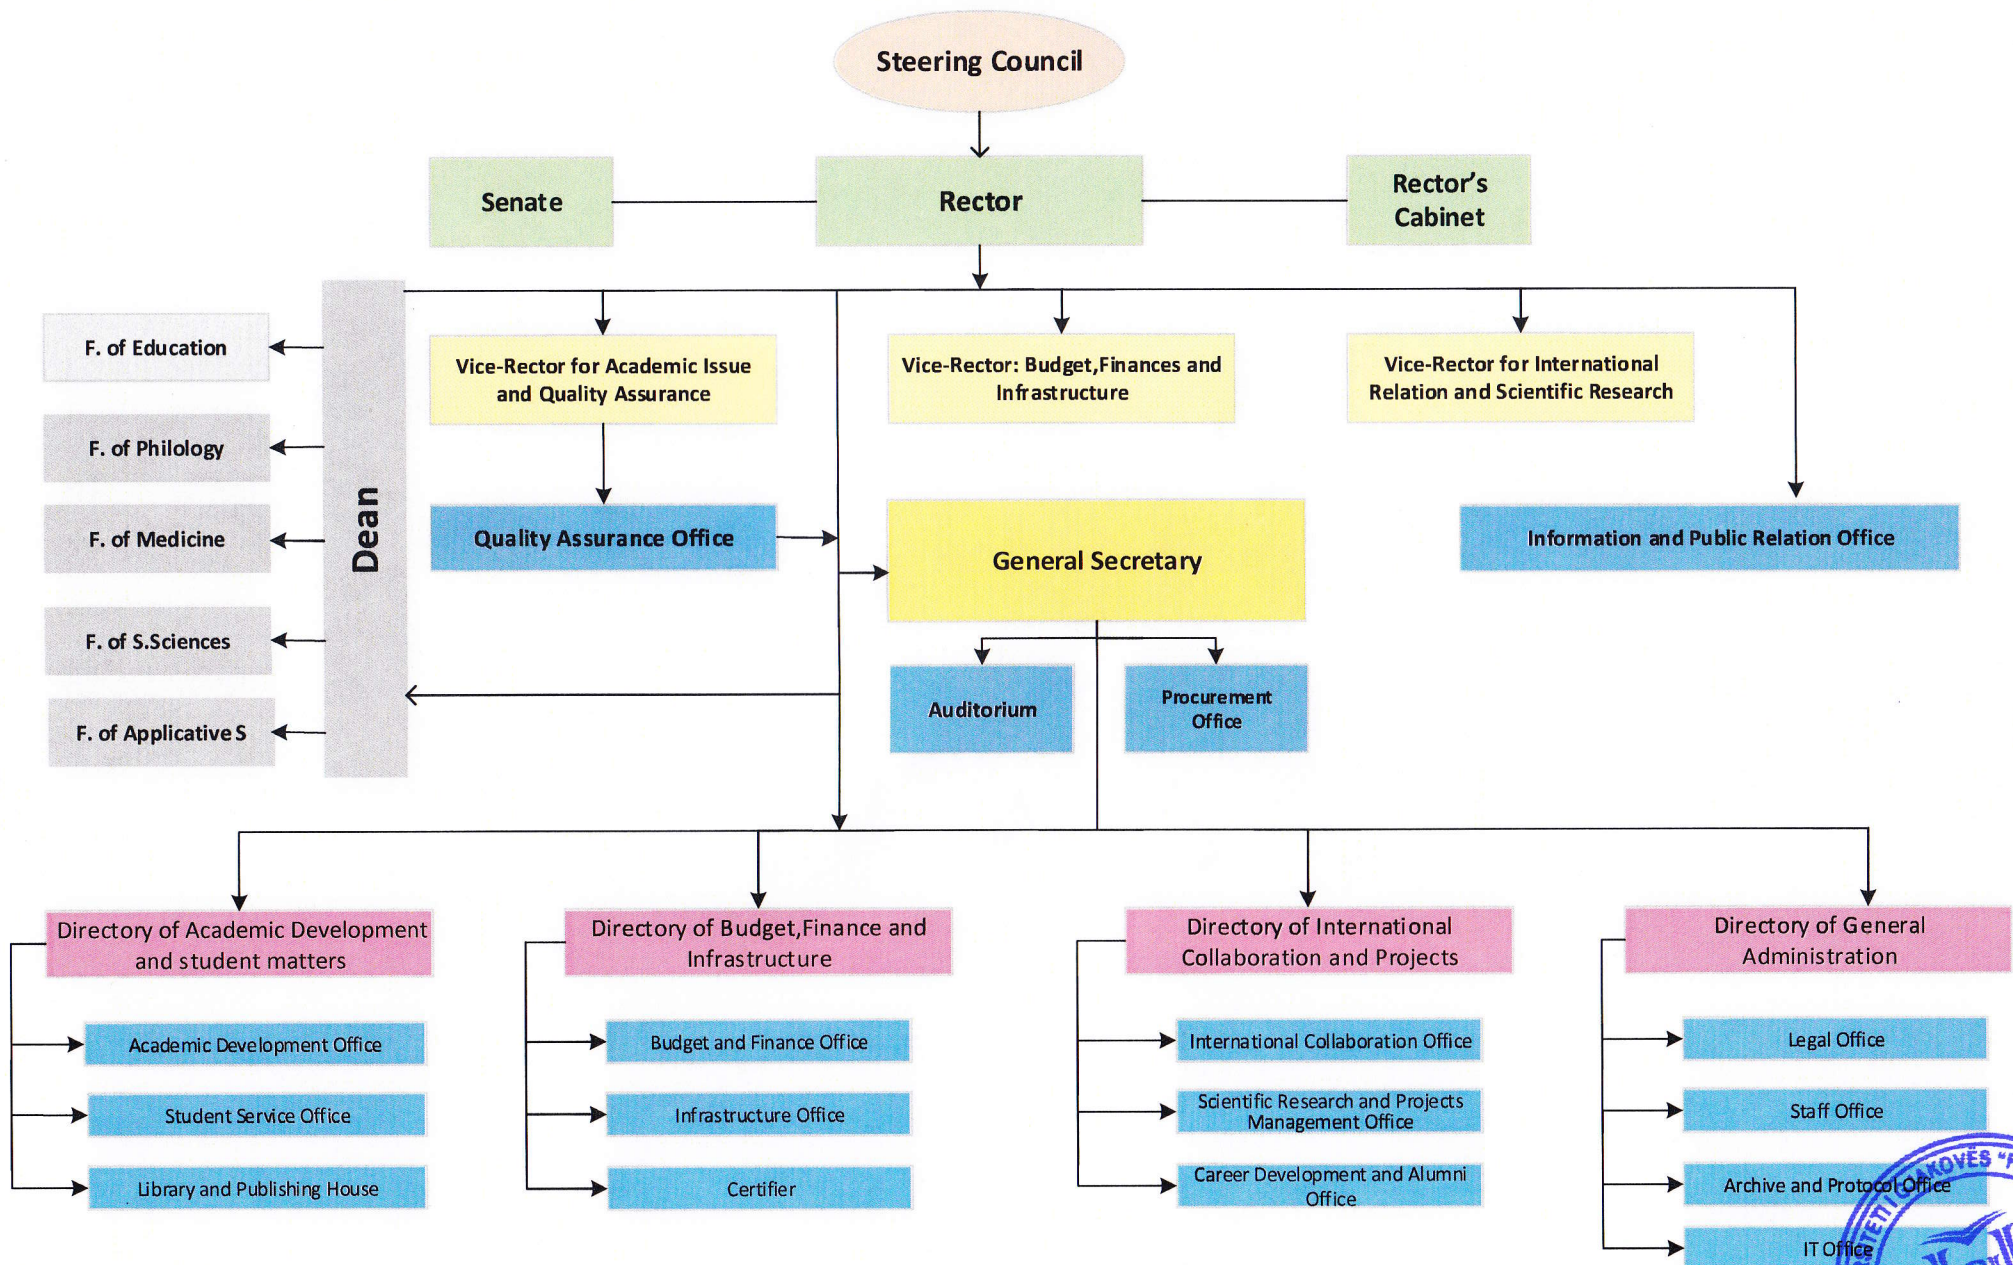 Steering Council
Senate
Rector
Rector's
Cabinet
Dean
F. of Education
F. of Philology
F. of Medicine
F. of S.Sciences
F. of Applicative S
Vice-Rector for Academic Issue
and Quality Assurance
Vice-Rector: Budget,Finances and
Infrastructure
Vice-Rector for International
Relation and Scientific Research
Quality Assurance Office
General Secretary
Information and Public Relation Office
Auditorium
Procurement
Office
Directory of Academic Development
and student matters
Academic Development Office
Student Service Office
Library and Publishing House
Directory of Budget,Finance and
Infrastructure
Budget and Finance Office
Infrastructure Office
Certifier
Directory of International
Collaboration and Projects
International Collaboration Office
Scientific Research and Projects
Management Office
Career Development and Alumni
Office
Directory of General
Administration
Legal Office
Staff Office
Archive and Protocol Office
IT Office